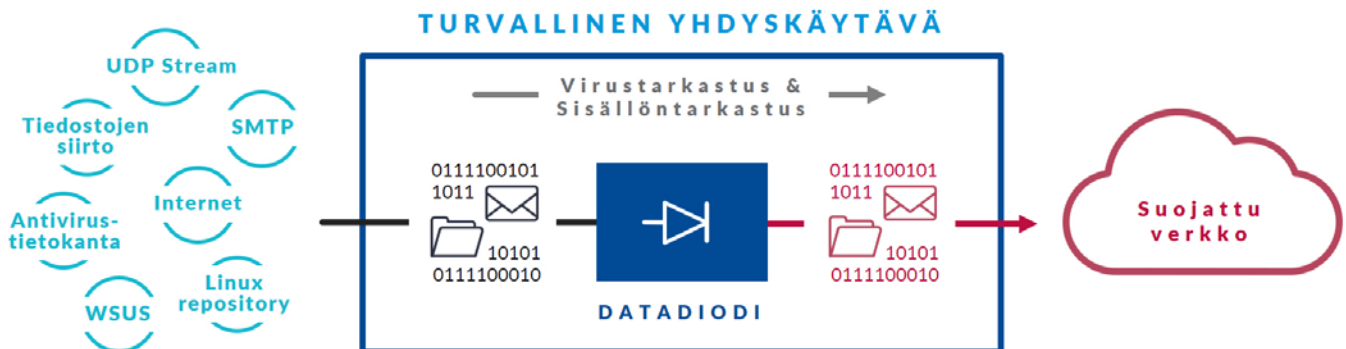 TURVALLINEN YHDYSKÄYTÄVÄ
UDP Stream
Tiedostojen
siirto
SMTP
Internet
Antivirus-
tietokanta
Linux
repository
WSUS
Virustarkastus &
Sisällöntarkastus
0111100101
1011
10101
0111100010
DATADIODI
0111100101
1011
10101
0111100010
Suojattu
verkko